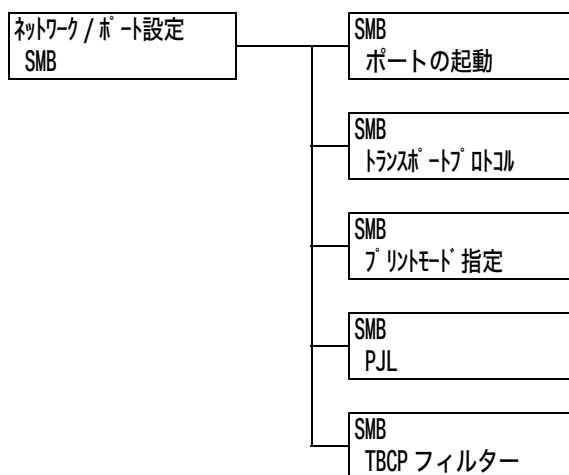 ﾈｯﾄﾜｰｸ / ﾎﾟｰﾄ設定
SMB
SMB
ポートの起動
SMB
ﾄﾗﾝｽﾎﾟｰﾄﾌﾟﾛﾄｺﾙ
SMB
ﾌﾟﾘﾝﾄﾓｰﾄﾞ指定
SMB
PJL
SMB
TBCP フィルター